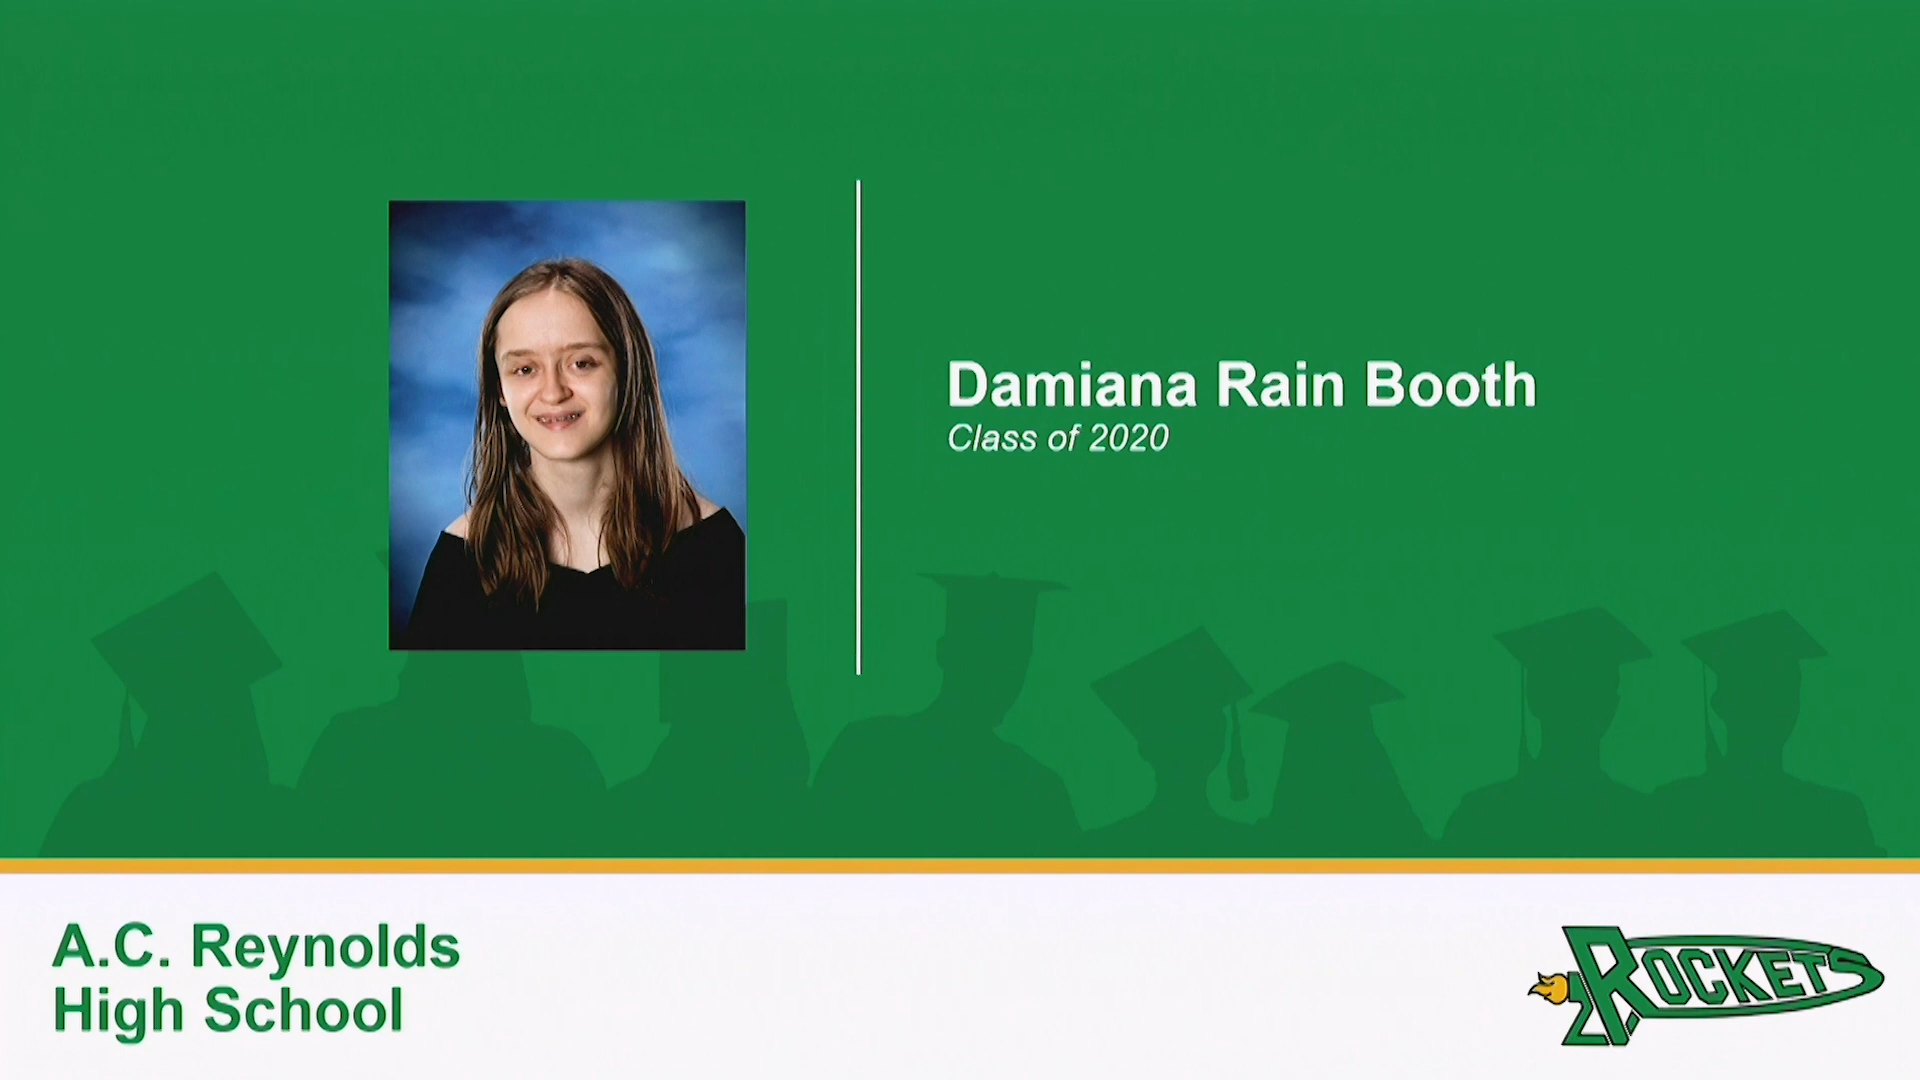 Damiana Rain Booth
Class of 2020
A.C. Reynolds
High School
ROCKETS